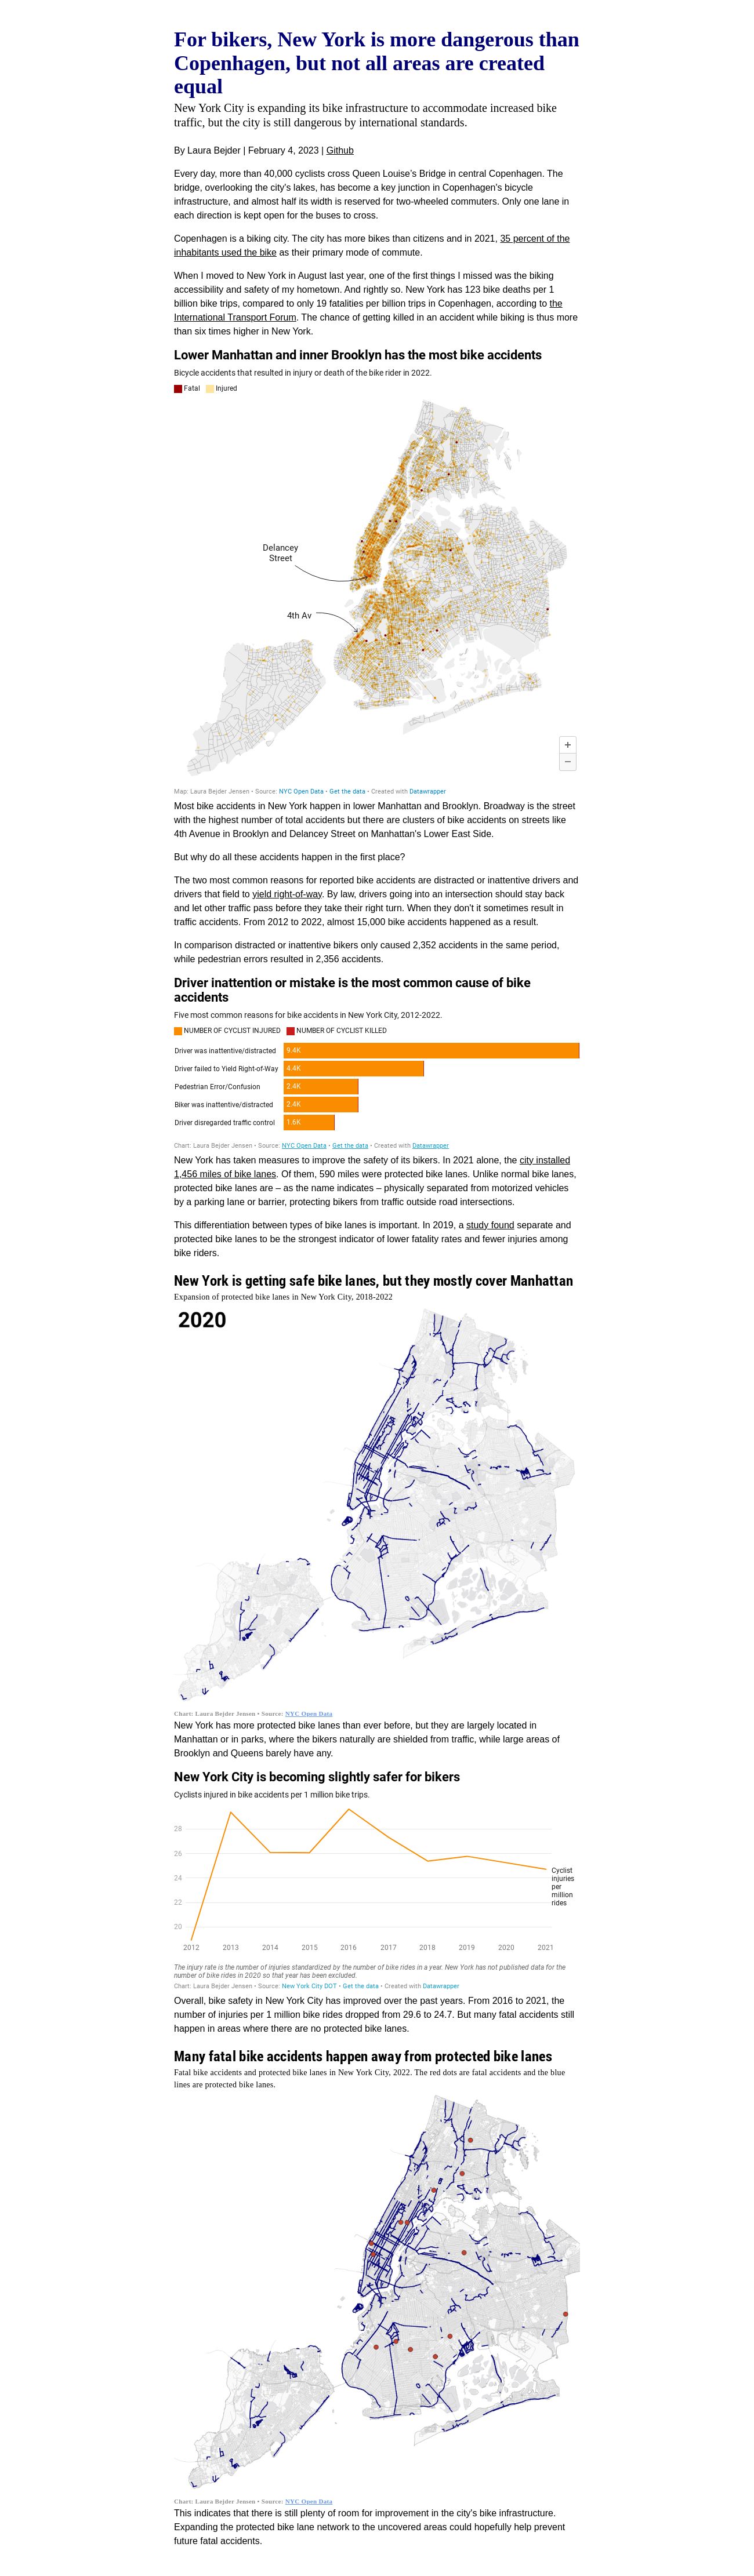 For bikers, New York is more dangerous than
Copenhagen, but not all areas are created
equal
New York City is expanding its bike infrastructure to accommodate increased bike
traffic, but the city is still dangerous by international standards.
By Laura Bejder | February 4, 2023 | Github
Every day, more than 40,000 cyclists cross Queen Louise's Bridge in central Copenhagen. The
bridge, overlooking the city's lakes, has become a key junction in Copenhagen's bicycle
infrastructure, and almost half its width is reserved for two-wheeled commuters. Only one lane in
each direction is kept open for the buses to cross.
Copenhagen is a biking city. The city has more bikes than citizens and in 2021, 35 percent of the
inhabitants used the bike as their primary mode of commute.
When I moved to New York in August last year, one of the first things I missed was the biking
accessibility and safety of my hometown. And rightly so. New York has 123 bike deaths per 1
billion bike trips, compared to only 19 fatalities per billion trips in Copenhagen, according to the
International Transport Forum. The chance of getting killed in an accident while biking is thus more
than six times higher in New York.
Lower Manhattan and inner Brooklyn has the most bike accidents
Bicycle accidents that resulted in injury or death of the bike rider in 2022.
Fatal Injured
Delancey
Street
4th Av
+
−
Map: Laura Bejder Jensen • Source: NYC Open Data • Get the data • Created with Datawrapper
Most bike accidents in New York happen in lower Manhattan and Brooklyn. Broadway is the street
with the highest number of total accidents but there are clusters of bike accidents on streets like
4th Avenue in Brooklyn and Delancey Street on Manhattan's Lower East Side.
But why do all these accidents happen in the first place?
The two most common reasons for reported bike accidents are distracted or inattentive drivers and
drivers that field to yield right-of-way. By law, drivers going into an intersection should stay back
and let other traffic pass before they take their right turn. When they don't it sometimes result in
traffic accidents. From 2012 to 2022, almost 15,000 bike accidents happened as a result.
In comparison distracted or inattentive bikers only caused 2,352 accidents in the same period,
while pedestrian errors resulted in 2,356 accidents.
Driver inattention or mistake is the most common cause of bike
accidents
Five most common reasons for bike accidents in New York City, 2012-2022.
NUMBER OF CYCLIST INJURED NUMBER OF CYCLIST KILLED
Driver was inattentive/distracted 9.4K
Driver failed to Yield Right-of-Way 4.4K
Pedestrian Error/Confusion 2.4K
Biker was inattentive/distracted 2.4K
Driver disregarded traffic control 1.6K
Chart: Laura Bejder Jensen • Source: NYC Open Data • Get the data • Created with Datawrapper
New York has taken measures to improve the safety of its bikers. In 2021 alone, the city installed
1,456 miles of bike lanes. Of them, 590 miles were protected bike lanes. Unlike normal bike lanes,
protected bike lanes are – as the name indicates – physically separated from motorized vehicles
by a parking lane or barrier, protecting bikers from traffic outside road intersections.
This differentiation between types of bike lanes is important. In 2019, a study found separate and
protected bike lanes to be the strongest indicator of lower fatality rates and fewer injuries among
bike riders.
New York is getting safe bike lanes, but they mostly cover Manhattan
Expansion of protected bike lanes in New York City, 2018-2022
2020
Chart: Laura Bejder Jensen • Source: NYC Open Data
New York has more protected bike lanes than ever before, but they are largely located in
Manhattan or in parks, where the bikers naturally are shielded from traffic, while large areas of
Brooklyn and Queens barely have any.
New York City is becoming slightly safer for bikers
Cyclists injured in bike accidents per 1 million bike trips.
28
26
24
22
20
Cyclist
injuries
per
million
rides
2012 2013 2014 2015 2016 2017 2018 2019 2020 2021
The injury rate is the number of injuries standardized by the number of bike rides in a year. New York has not published data for the
number of bike rides in 2020 so that year has been excluded.
Chart: Laura Bejder Jensen • Source: New York City DOT • Get the data • Created with Datawrapper
Overall, bike safety in New York City has improved over the past years. From 2016 to 2021, the
number of injuries per 1 million bike rides dropped from 29.6 to 24.7. But many fatal accidents still
happen in areas where there are no protected bike lanes.
Many fatal bike accidents happen away from protected bike lanes
Fatal bike accidents and protected bike lanes in New York City, 2022. The red dots are fatal accidents and the blue
lines are protected bike lanes.
Chart: Laura Bejder Jensen • Source: NYC Open Data
This indicates that there is still plenty of room for improvement in the city's bike infrastructure.
Expanding the protected bike lane network to the uncovered areas could hopefully help prevent
future fatal accidents.